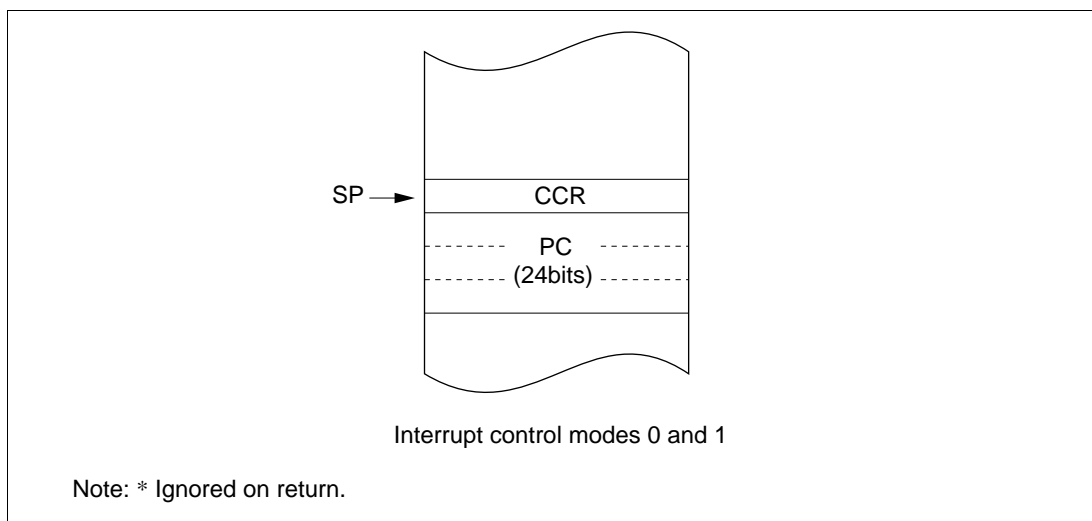 SP
CCR
PC
(24bits)
Interrupt control modes 0 and 1
Note: * Ignored on return.